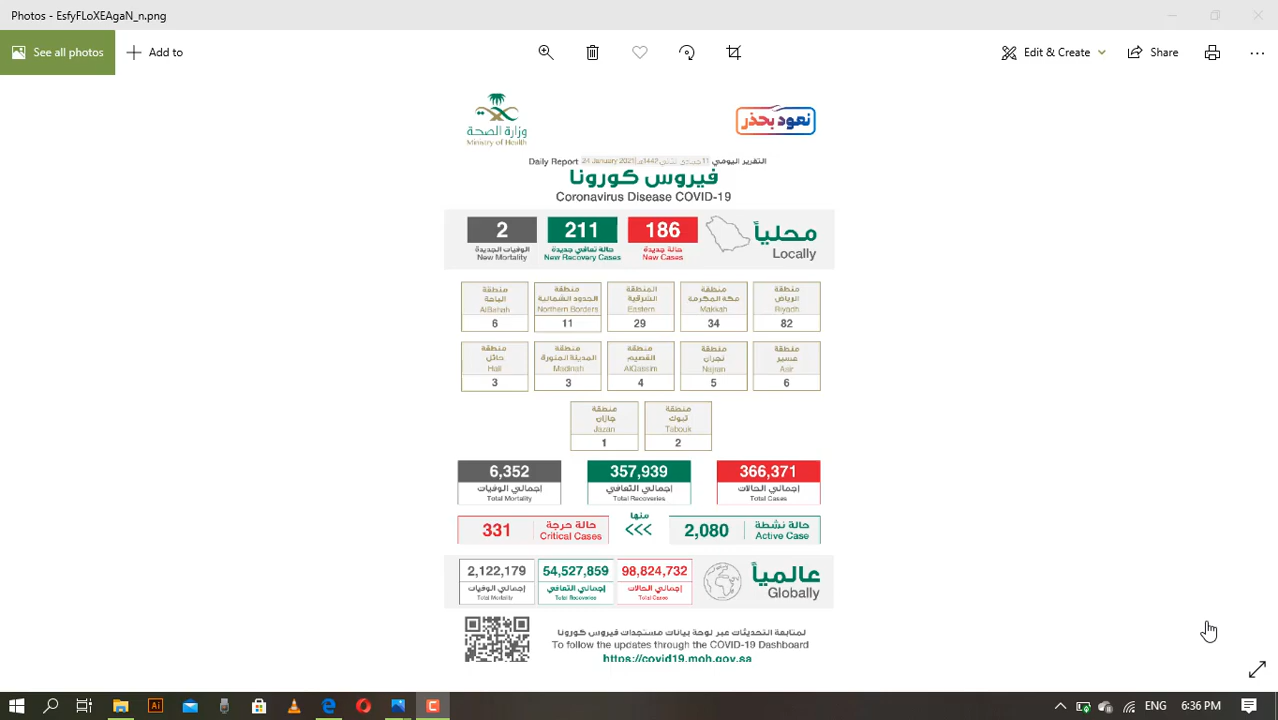 Photos - EsfyFLoXEAgaN_n.png
See all photos
Add to
Edit & Create
Share
وزارة الصحة
Ministry of Health
نعود بحذر
Daily Report 24 January 2021 التقرير اليومي
فيروس كورونا
Coronavirus Disease COVID-19
محلياً
Locally
186
حالة جديدة
New Cases
211
حالة تعافي جديدة
New Recovery Cases
2
الوفيات الجديدة
New Mortality
منطقة
الرياض
Riyadh
82
منطقة
مكة المكرمة
Makkah
34
المنطقة
الشرقية
Eastern
29
منطقة
الحدود الشمالية
Northern Borders
11
منطقة
الباحة
AlBahah
6
منطقة
عسير
Asir
6
منطقة
نجران
Najran
5
منطقة
القصيم
AlQassim
4
منطقة
المدينة المنورة
Madinah
3
منطقة
حائل
Hail
3
منطقة
تبوك
Tabouk
2
منطقة
جازان
Jazan
1
366,371
إجمالي الحالات
Total Cases
357,939
إجمالي التعافي
Total Recoveries
6,352
إجمالي الوفيات
Total Mortality
حالة نشطة
Active Case
2,080
منها
<<<
حالة حرجة
Critical Cases
331
عالمياً
Globally
98,824,732
إجمالي الحالات
Total Cases
54,527,859
إجمالي التعافي
Total Recoveries
2,122,179
إجمالي الوفيات
Total Mortality
لمتابعة التحديثات عبر لوحة بيانات مستجدات فيروس كورونا
To follow the updates through the COVID-19 Dashboard
https://covid19.moh.gov.sa
ENG
6:36 PM